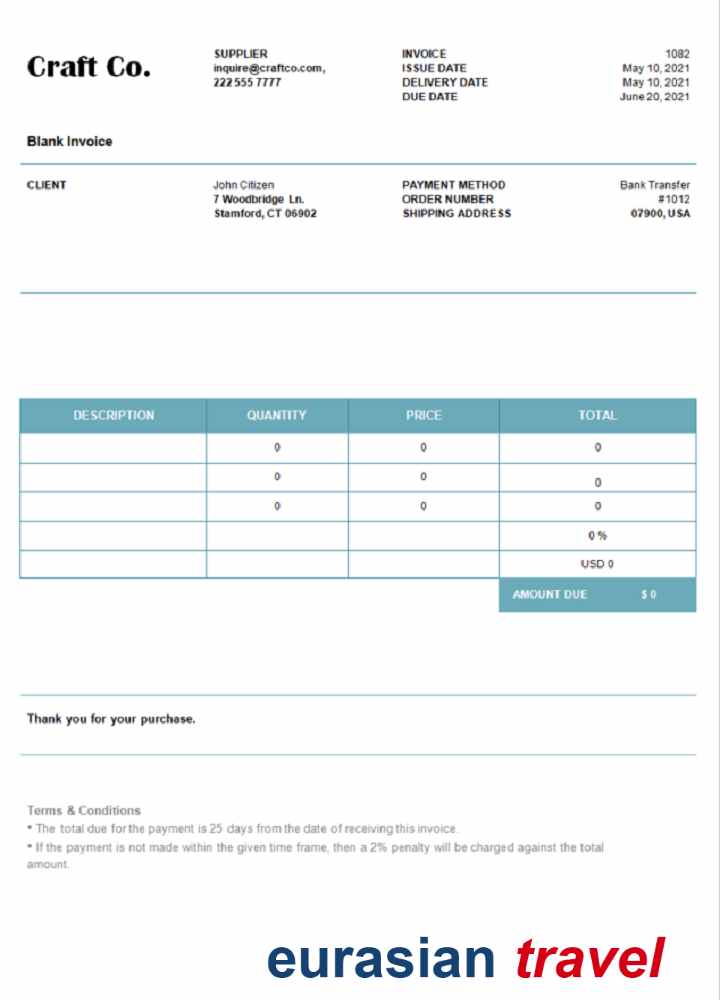 Craft Co.
SUPPLIER
inquire@craftco.com,
222 555 7777
INVOICE 1082
ISSUE DATE May 10, 2021
DELIVERY DATE May 10, 2021
DUE DATE June 20, 2021
Blank Invoice
CLIENT
John Citizen
7 Woodbridge Ln.
Stamford, CT 06902
PAYMENT METHOD Bank Transfer
ORDER NUMBER #1012
SHIPPING ADDRESS 07900, USA
DESCRIPTION QUANTITY PRICE TOTAL
0 0 0
0 0 0
0 0 0
0 %
USD 0
AMOUNT DUE $ 0
Thank you for your purchase.
Terms & Conditions
* The total due for the payment is 25 days from the date of receiving this invoice.
* If the payment is not made within the given time frame, then a 2% penalty will be charged against the total
amount.
eurasian travel